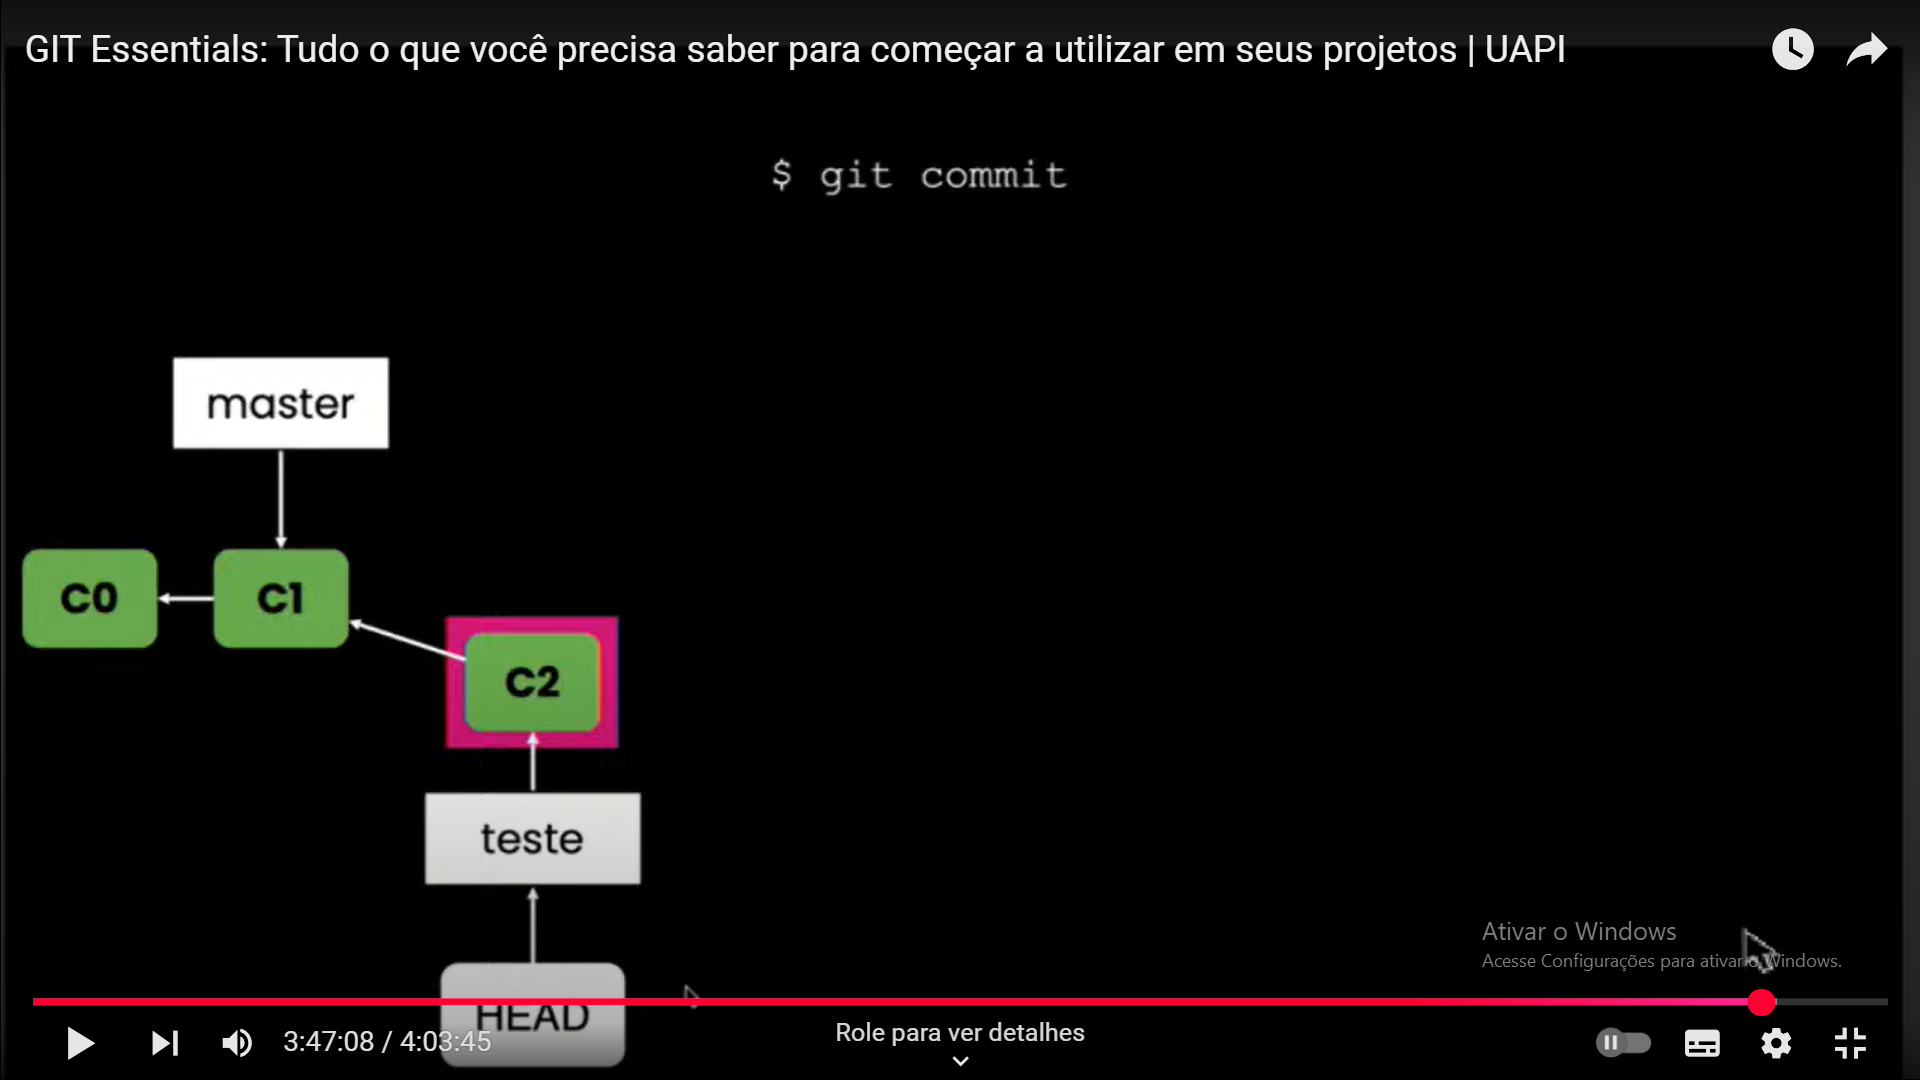 GIT Essentials: Tudo o que você precisa saber para começar a utilizar em seus projetos | UAPI
$ git commit
master
C0
C1
C2
teste
HEAD
Ativar o Windows
Acesse Configurações para ativar o Windows.
3:47:08 / 4:03:45
Role para ver detalhes